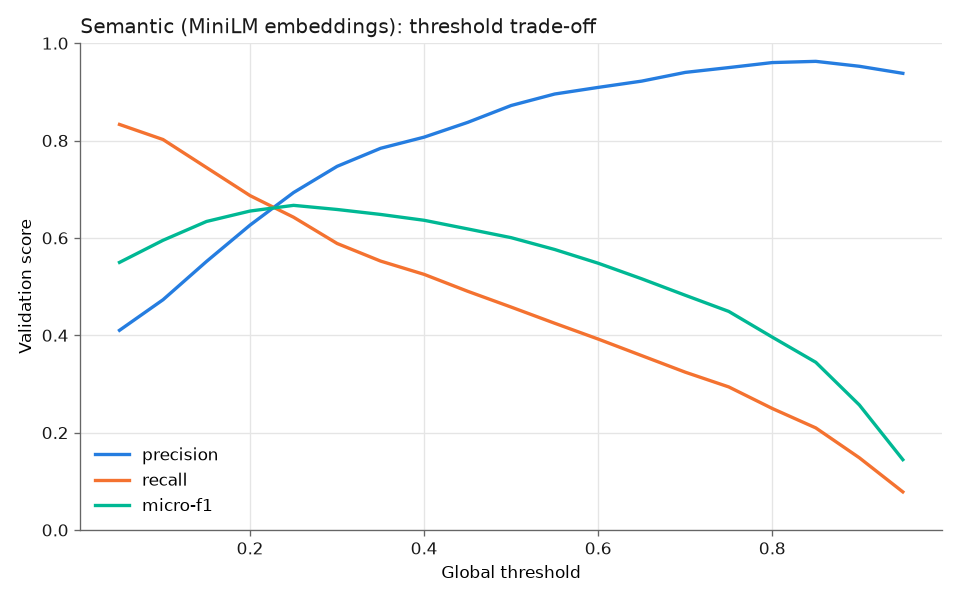 Semantic (MiniLM embeddings): threshold trade-off
1.0
0.8
0.6
0.4
0.2
0.0
Validation score
precision
recall
micro-f1
0.2 0.4 0.6 0.8
Global threshold